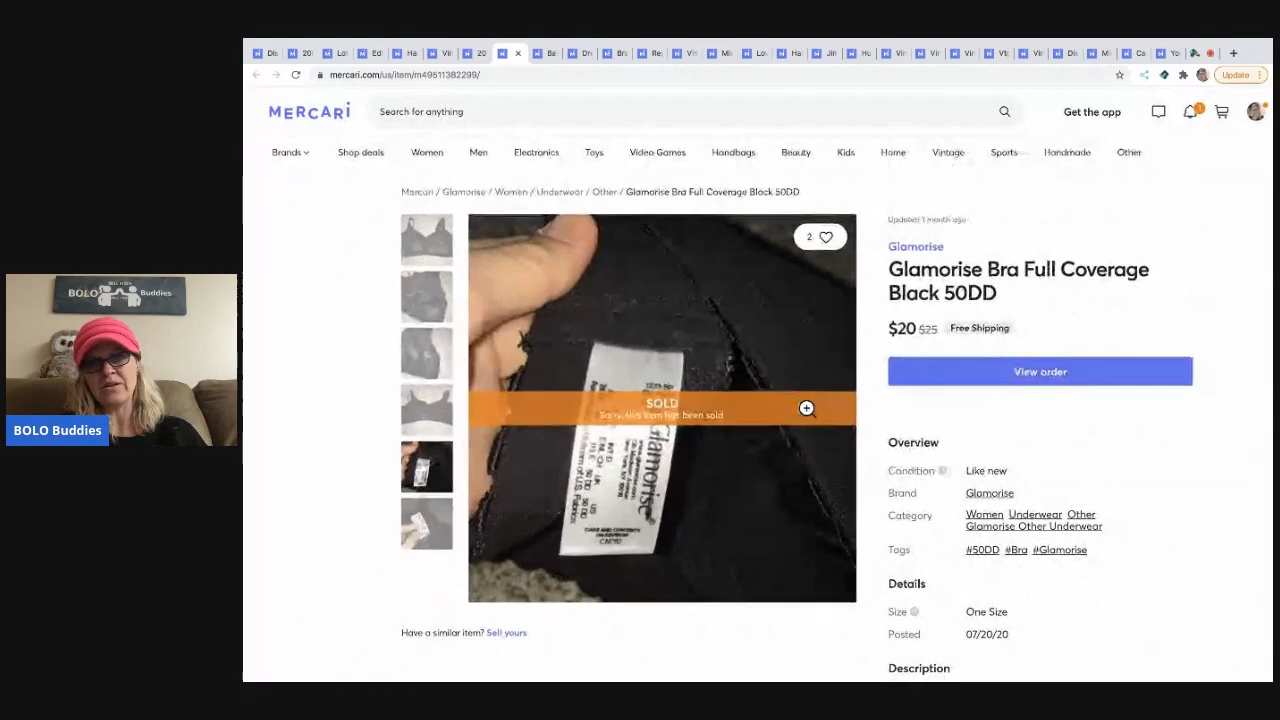 mercari.com/us/item/m49511382299/
Update
MERCARI
Search for anything
Get the app
1
Brands
Shop deals
Women
Men
Electronics
Toys
Video Games
Handbags
Beauty
Kids
Home
Vintage
Sports
Handmade
Other
Mercari / Glamorise / Women / Underwear / Other / Glamorise Bra Full Coverage Black 50DD
Updated 1 month ago
2
Glamorise
Glamorise Bra Full Coverage
Black 50DD
$20 $25 Free Shipping
View order
SOLD
Sorry, this item has been sold
Glamorise
Overview
Condition Like new
Brand Glamorise
Category Women Underwear Other
Glamorise Other Underwear
Tags #50DD #Bra #Glamorise
Details
Size One Size
Posted 07/20/20
Description
Have a similar item? Sell yours
BOLO Buddies
BOLO Buddies